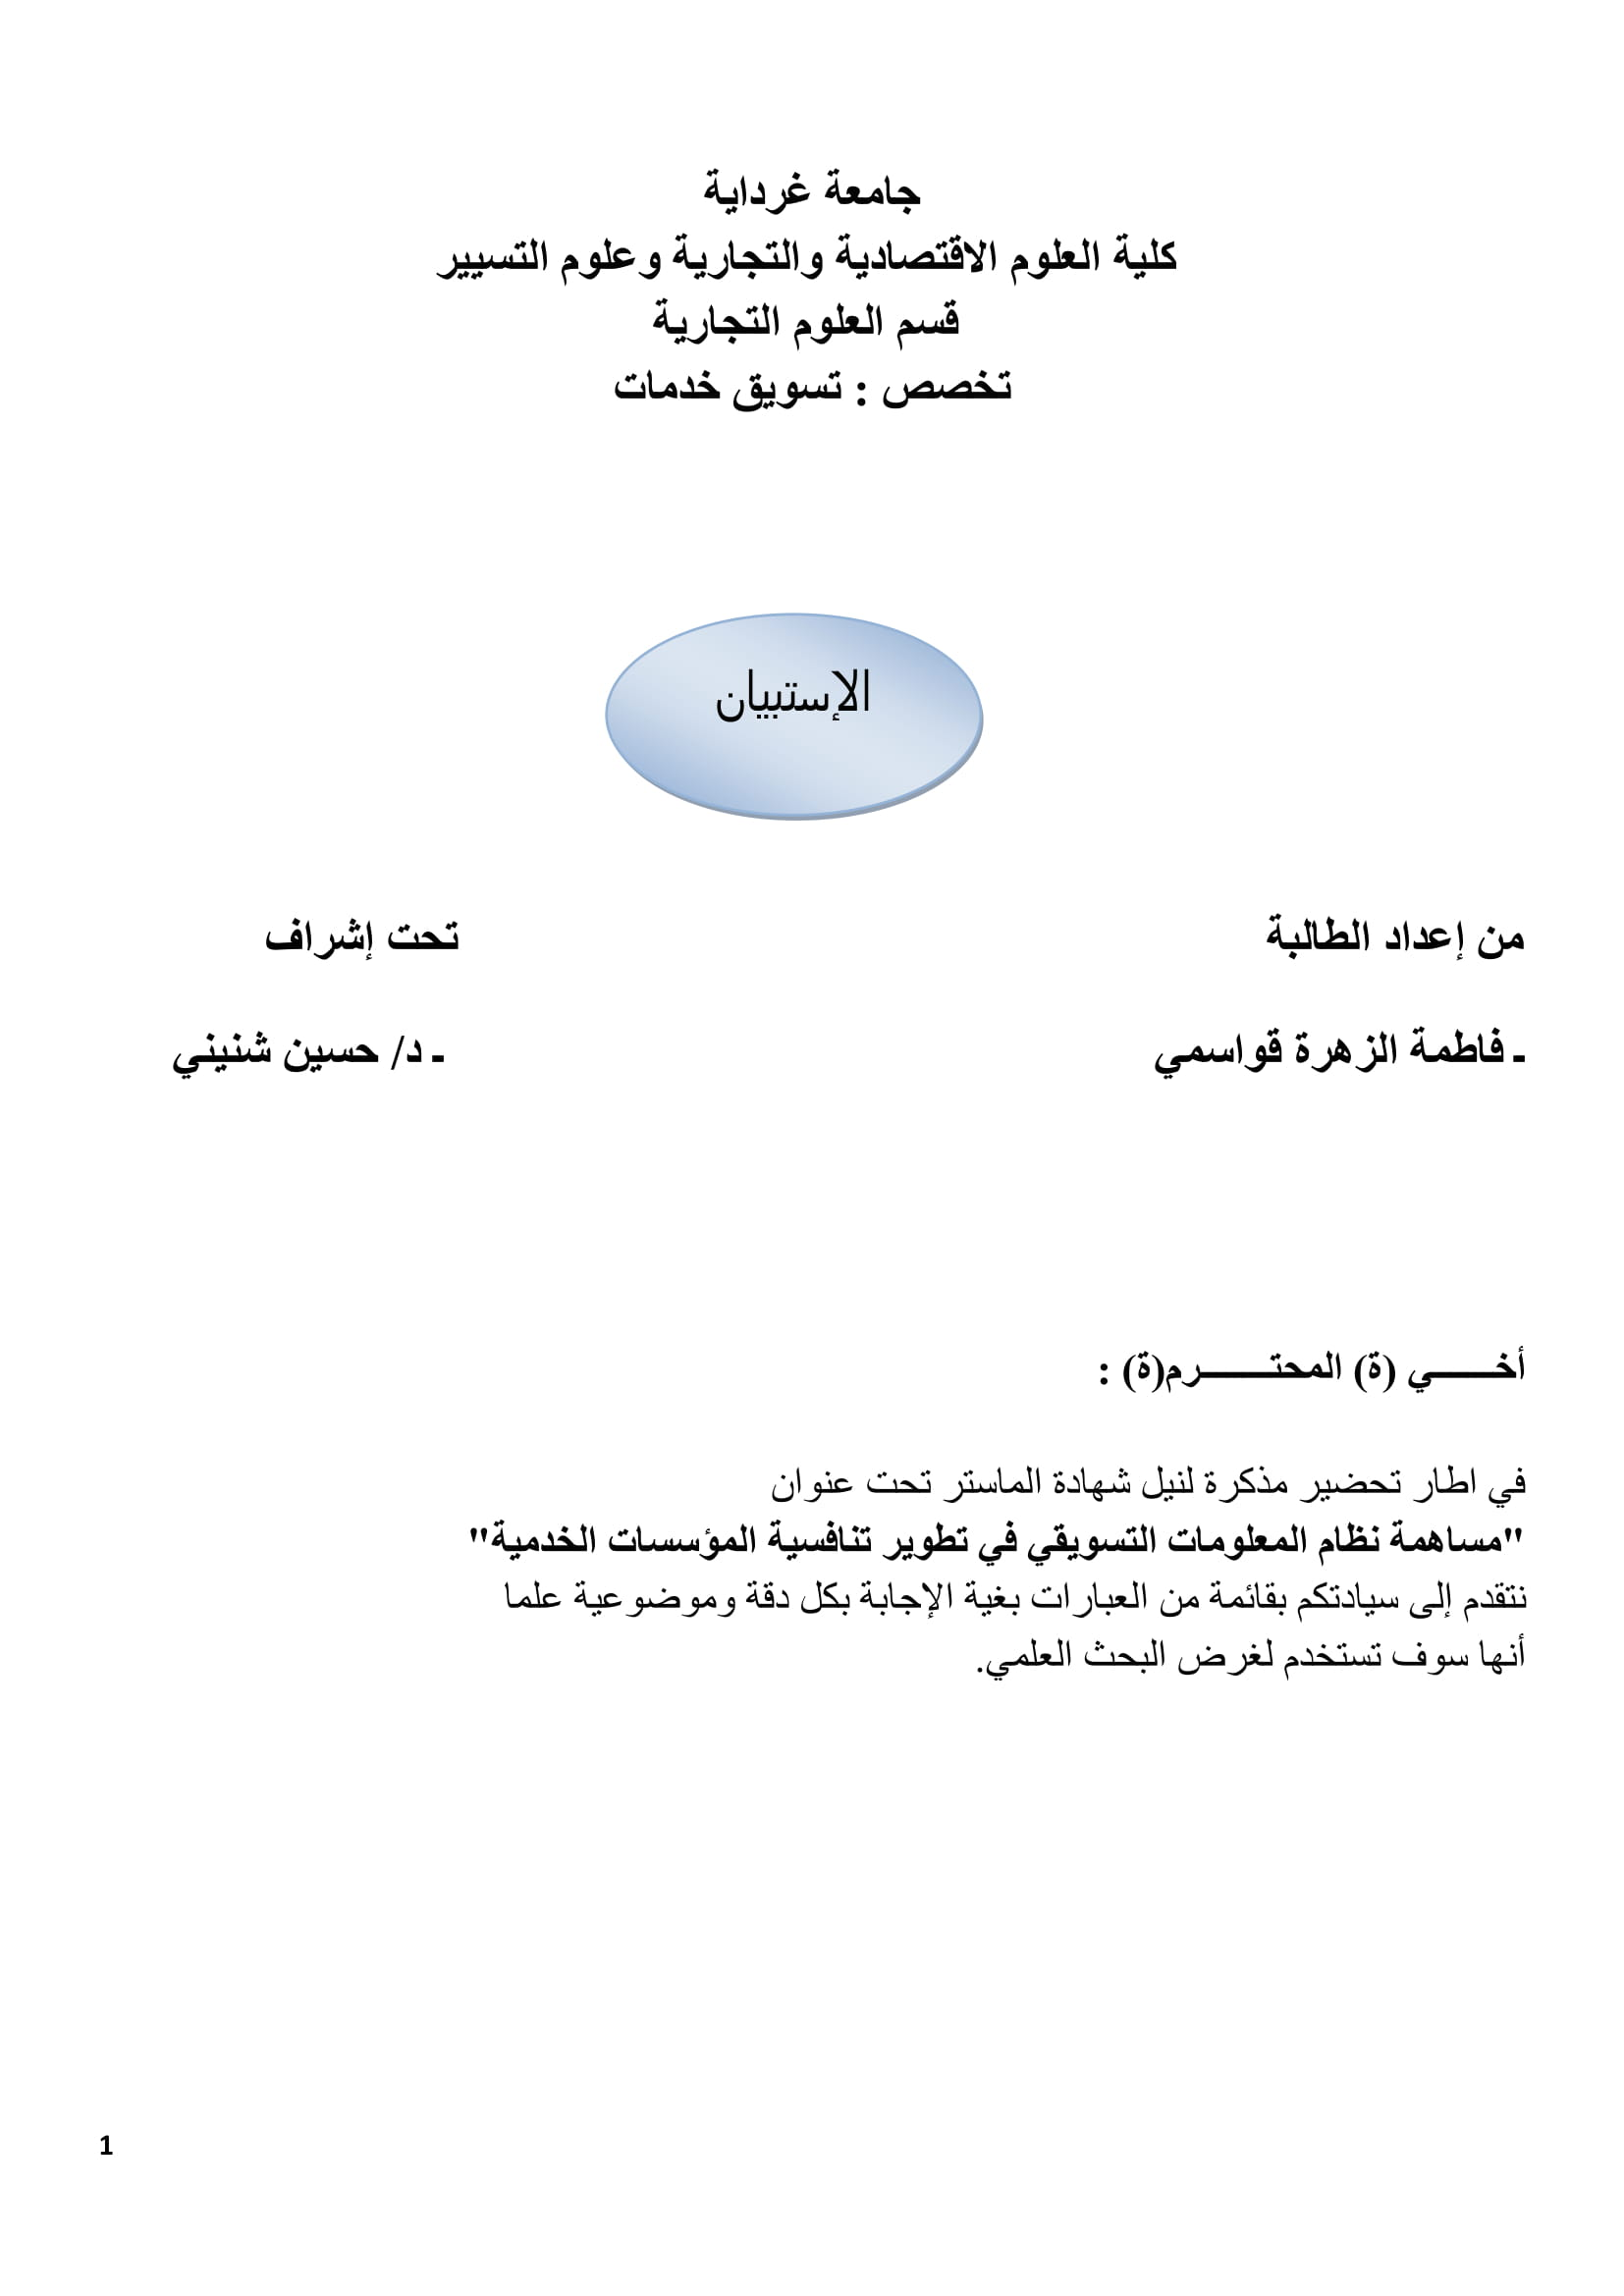 جامعة غرداية
كلية العلوم الاقتصادية والتجارية وعلوم التسيير
قسم العلوم التجارية
تخصص : تسويق خدمات
الإستبيان
من إعداد الطالبة
تحت إشراف
ـ فاطمة الزهرة قواسمي
ـ د/ حسين شنيني
أخـــــي (ة) المحتـــــــرم(ة) :
في اطار تحضير مذكرة لنيل شهادة الماستر تحت عنوان
"مساهمة نظام المعلومات التسويقي في تطوير تنافسية المؤسسات الخدمية"
نتقدم إلى سيادتكم بقائمة من العبارات بغية الإجابة بكل دقة وموضوعية علما
أنها سوف تستخدم لغرض البحث العلمي.
1